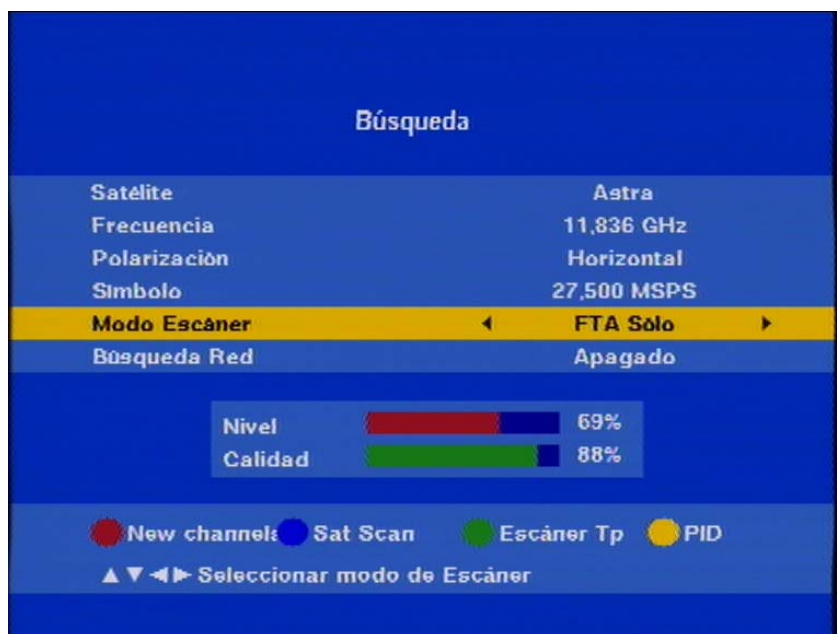 Búsqueda
Satélite Astra
Frecuencia 11,836 GHz
Polarización Horizontal
Símbolo 27,500 MSPS
Modo Escáner FTA Sólo
Búsqueda Red Apagado
Nivel 69%
Calidad 88%
New channels Sat Scan Escáner Tp PID
Seleccionar modo de Escáner